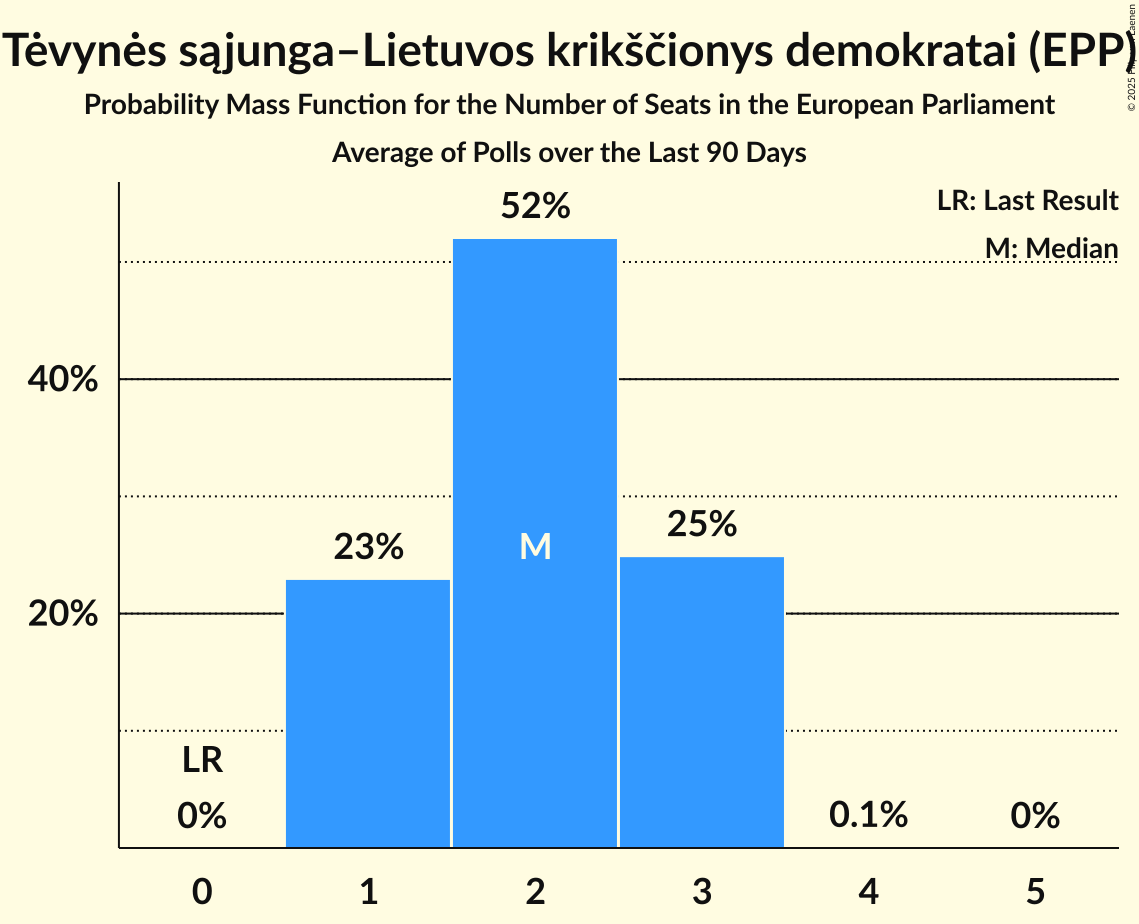 Tėvynės sąjunga–Lietuvos krikščionys demokratai (EPP)
Probability Mass Function for the Number of Seats in the European Parliament
Average of Polls over the Last 90 Days
© 2025 Laenen
LR: Last Result
M: Median
52%
40%
25%
23%
M
20%
LR
0%
0.1%
0%
0 1 2 3 4 5